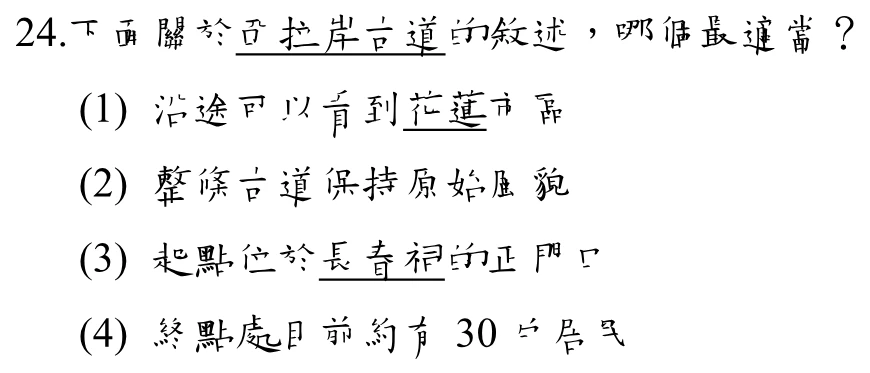 24.下面關於可拉岸古道的敘述，哪個最適當？
(1) 沿途可以看到花蓮市區
(2) 整條古道保持原始風貌
(3) 起點位於長春祠的正門口
(4) 終點處目前約有 30 戶居民